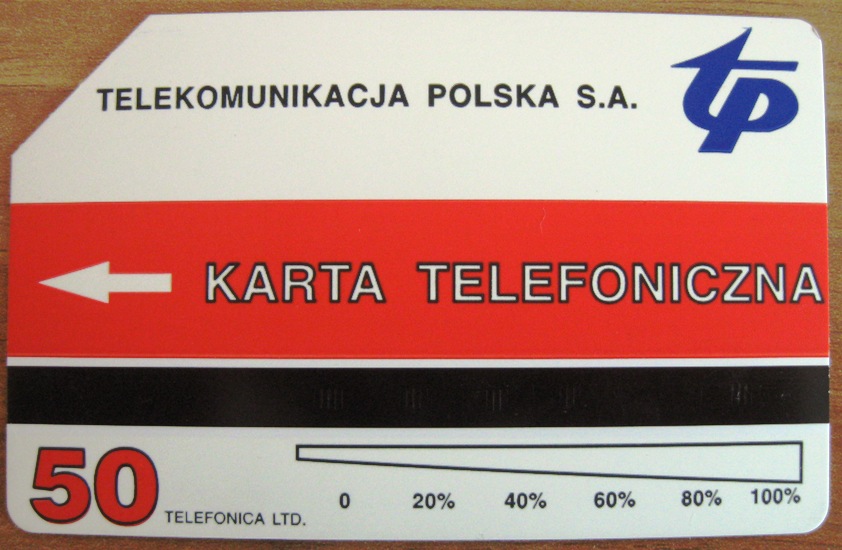 TELEKOMUNIKACJA POLSKA S.A.
tp
KARTA TELEFONICZNA
50
TELEFONICA LTD.
0 20% 40% 60% 80% 100%